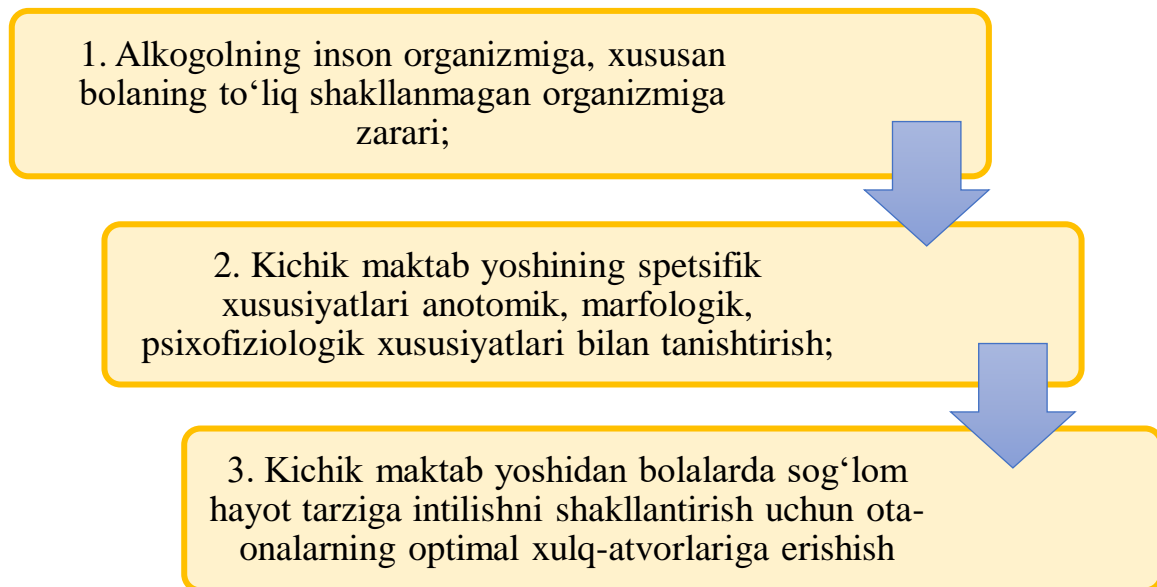 1. Alkogolning inson organizmiga, xususan
bolaning to‘liq shakllanmagan organizmiga
zarari;
2. Kichik maktab yoshining spetsifik
xususiyatlari anotomik, marfologik,
psixofiziologik xususiyatlari bilan tanishtirish;
3. Kichik maktab yoshidan bolalarda sog‘lom
hayot tarziga intilishni shakllantirish uchun ota-
onalarning optimal xulq-atvorlariga erishish